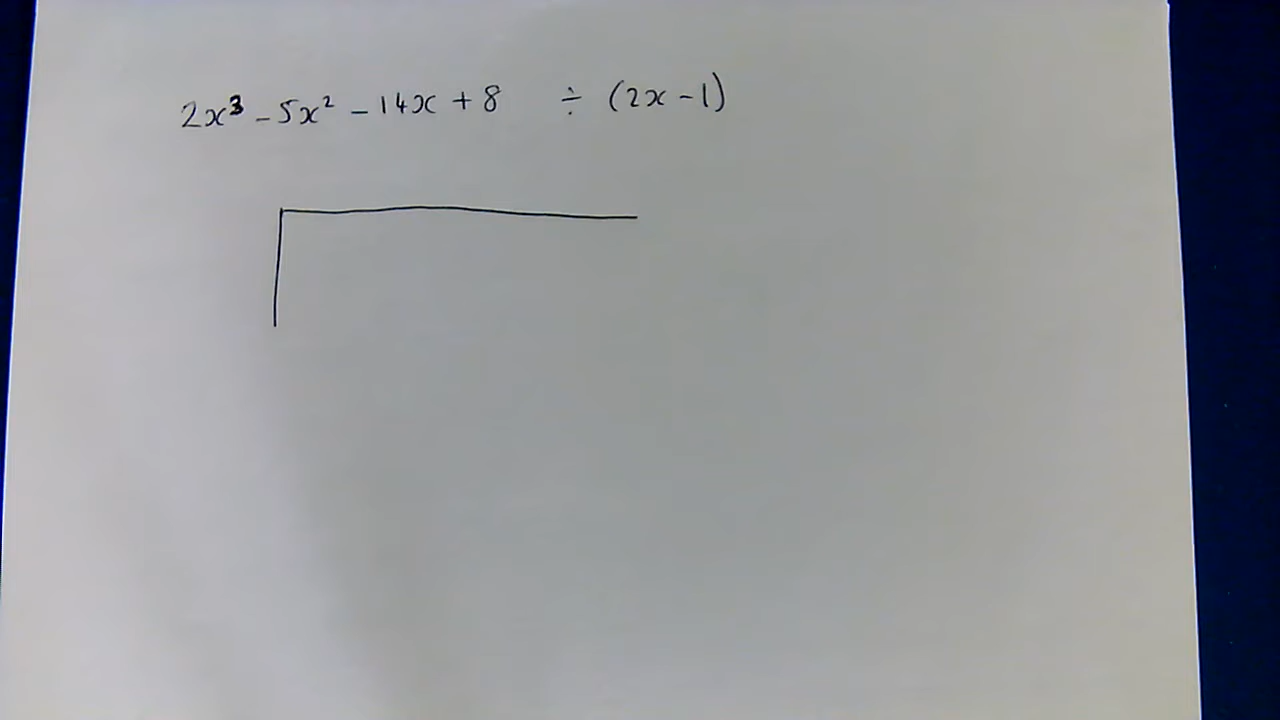 2x³ - 5x² - 14x + 8 ÷ (2x - 1)